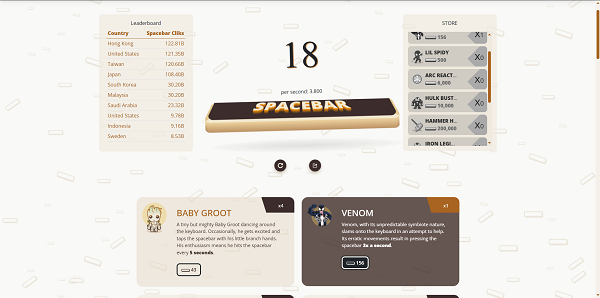 Leaderboard
Country Spacebar Cliks
Hong Kong 122.81B
United States 121.35B
Taiwan 120.66B
Japan 108.40B
South Korea 30.20B
Malaysia 30.20B
Saudi Arabia 23.32B
United States 9.78B
Indonesia 9.16B
Sweden 8.53B
18
per second: 3.800
SPACEBAR
STORE
156 X1
LIL SPIDY
500 X0
ARC REACT...
6,000 X0
HULK BUST...
10,000 X0
HAMMER H...
200,000 X0
IRON LEGI...
x4
BABY GROOT
A tiny but mighty Baby Groot dancing around
the keyboard. Occasionally, he gets excited and
taps the spacebar with his little branch hands.
His enthusiasm means he hits the spacebar
every 5 seconds.
43
x1
VENOM
Venom, with its unpredictable symbiote nature,
slams onto the keyboard in an attempt to help.
Its erratic movements result in pressing the
spacebar 3x a second.
156